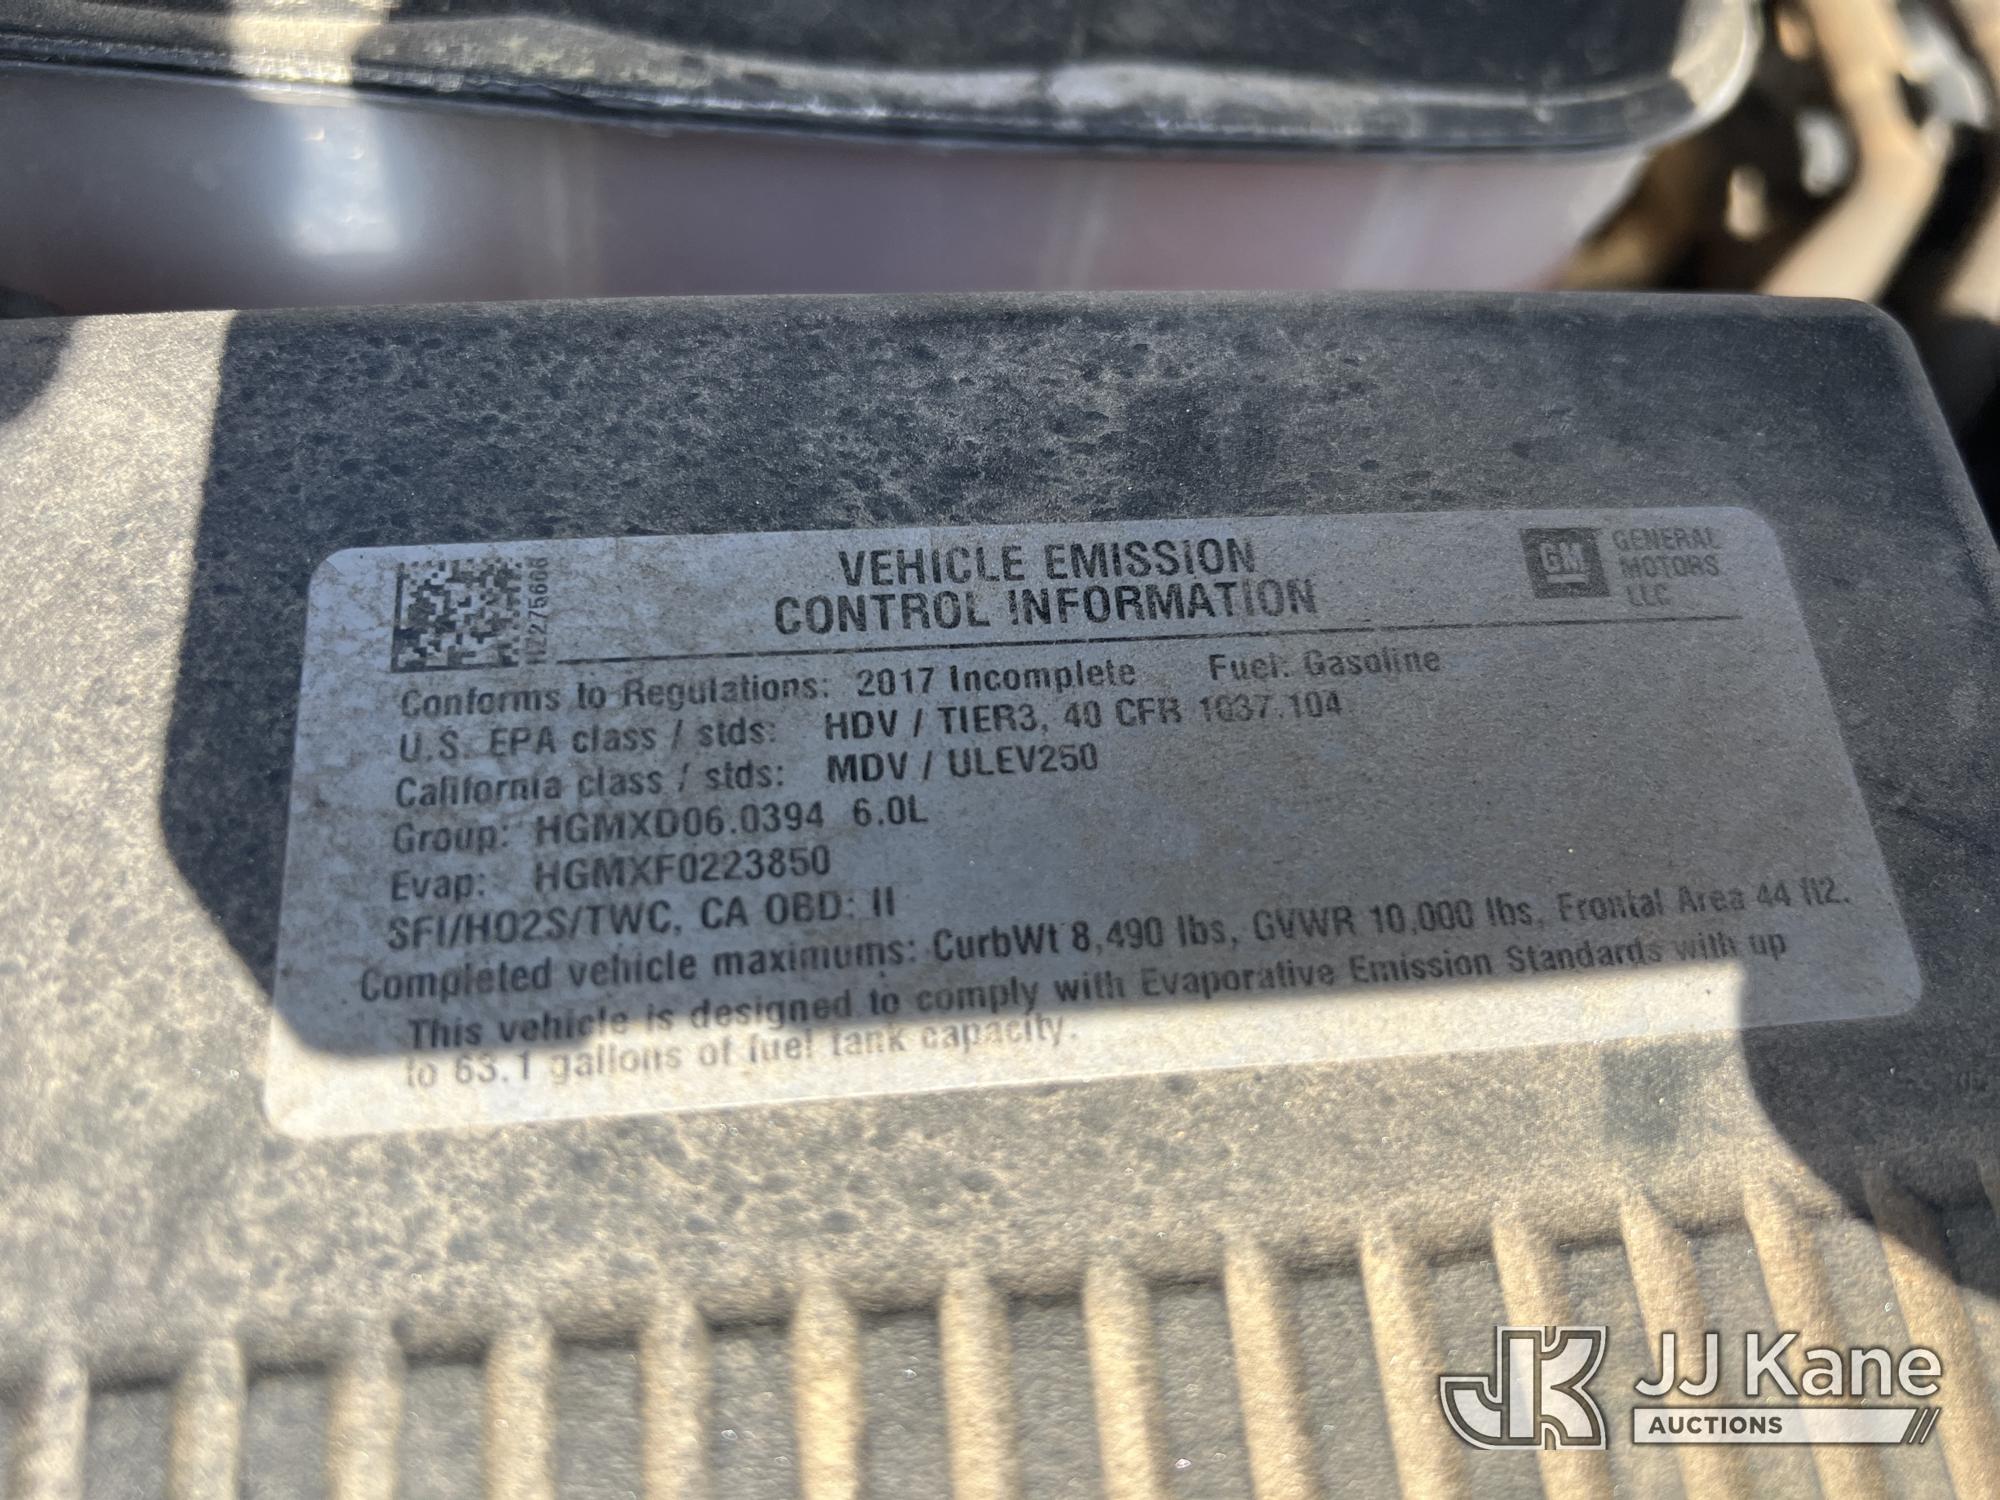 VEHICLE EMISSION
CONTROL INFORMATION
GM
GENERAL
MOTORS
LLC
Conforms to Regulations: 2017 Incomplete Fuel: Gasoline
U.S. EPA class / stds: HDV / TIER3, 40 CFR 1037.104
California class / stds: MDV / ULEV250
Group: HGMXD06.0394 6.0L
Evap: HGMXF0223850
SFI/HO2S/TWC, CA OBD: II
Completed vehicle maximums: CurbWt 8,490 lbs, GVWR 10,000 lbs, Frontal Area 44 ft2.
This vehicle is designed to comply with Evaporative Emission Standards with up
to 63.1 gallons of fuel tank capacity.
JK
JJ Kane
AUCTIONS